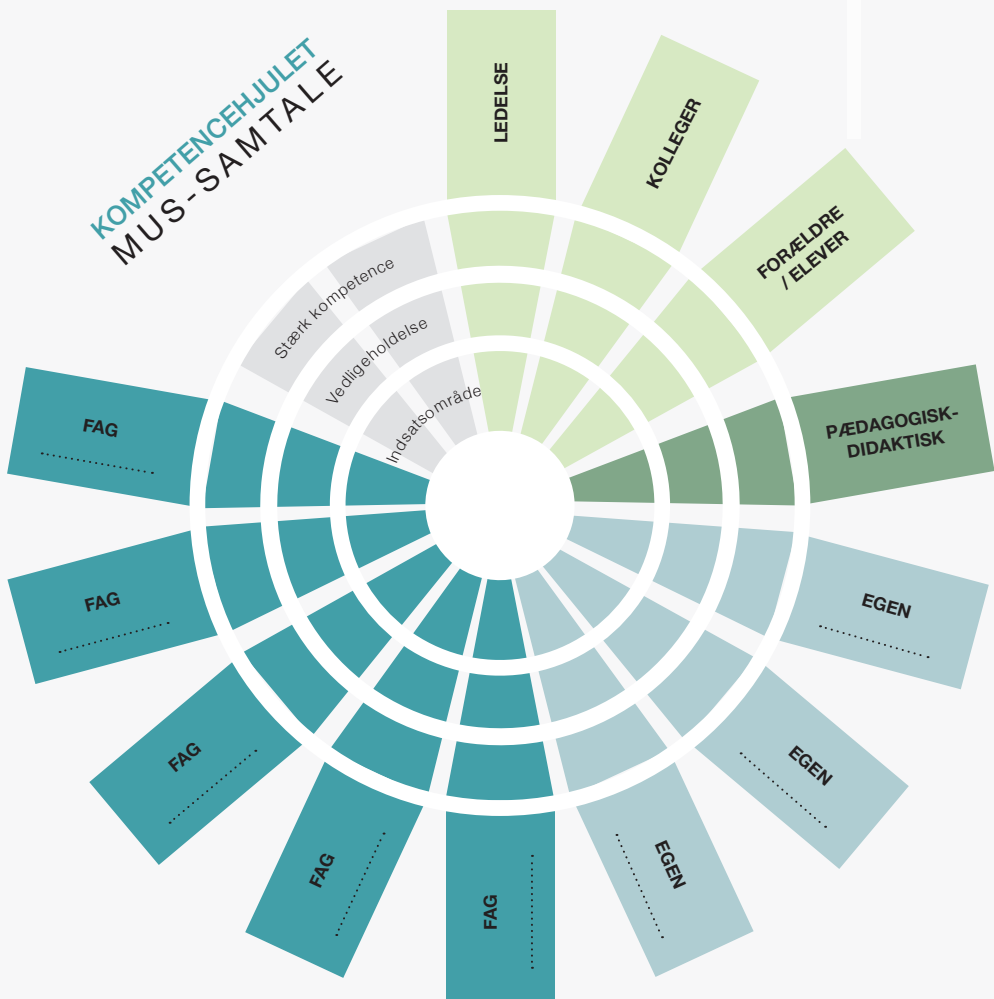 KOMPETENCEHJULET
MUS-SAMTALE
LEDELSE
KOLLEGER
FORÆLDRE
/ ELEVER
PÆDAGOGISK-
DIDAKTISK
EGEN
EGEN
EGEN
FAG
FAG
FAG
FAG
FAG
Stærk kompetence
Vedligeholdelse
Indsatsområde